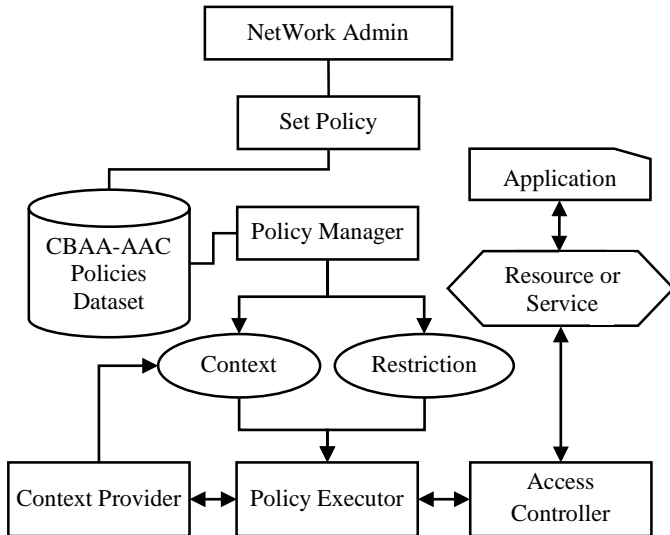 NetWork Admin
Set Policy
Application
CBAA-AAC
Policies
Dataset
Policy Manager
Resource or
Service
Context
Restriction
Context Provider
Policy Executor
Access
Controller